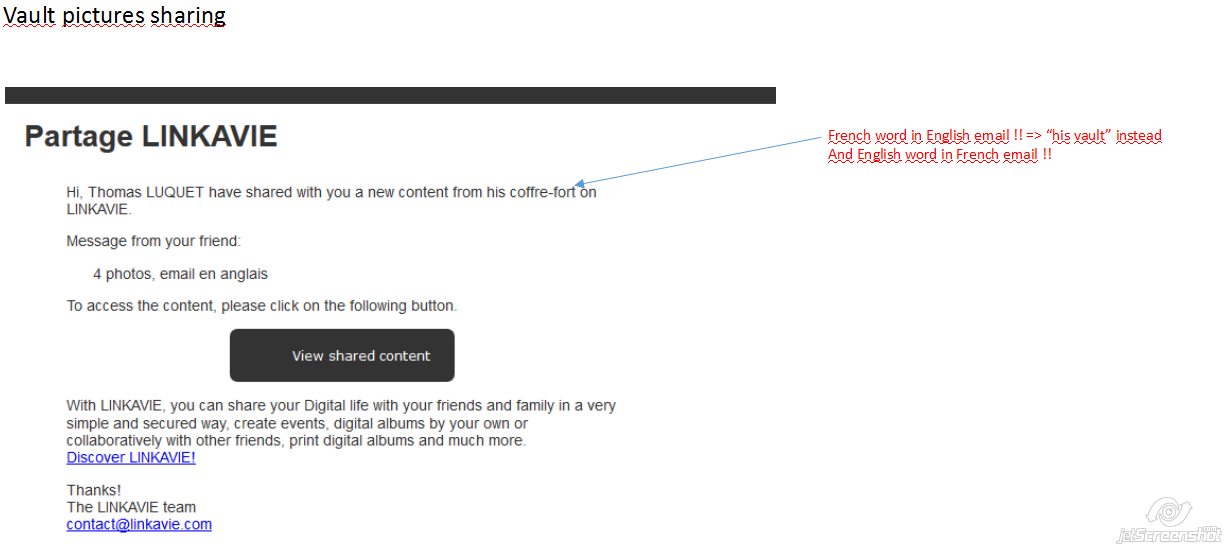 Vault pictures sharing
Partage LINKAVIE
French word in English email !! => “his vault” instead
And English word in French email !!
Hi, Thomas LUQUET have shared with you a new content from his coffre-fort on
LINKAVIE.
Message from your friend:
4 photos, email en anglais
To access the content, please click on the following button.
View shared content
With LINKAVIE, you can share your Digital life with your friends and family in a very
simple and secured way, create events, digital albums by your own or
collaboratively with other friends, print digital albums and much more.
Discover LINKAVIE!
Thanks!
The LINKAVIE team
contact@linkavie.com
jetScreenshot.com